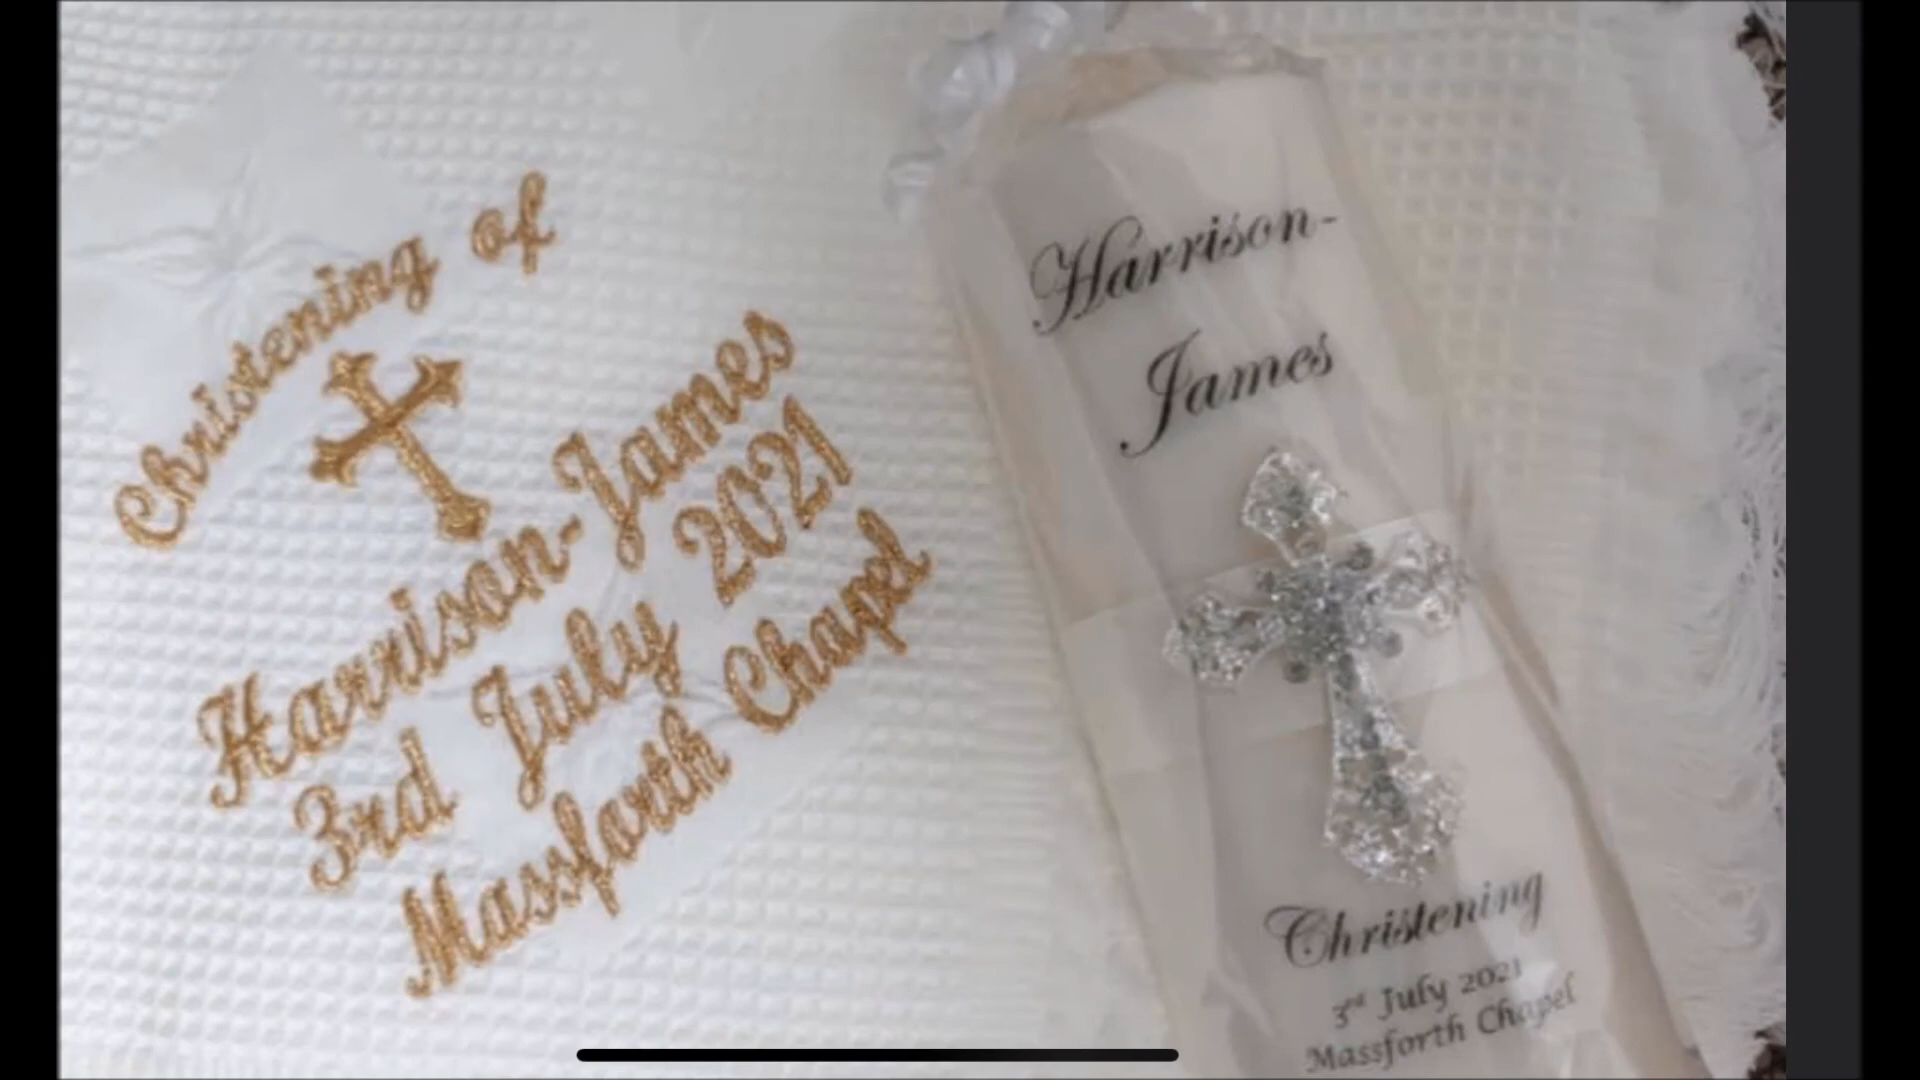 Christening of
Harrison-James
3rd July 2021
Massforth Chapel
Harrison-
James
Christening
3rd July 2021
Massforth Chapel